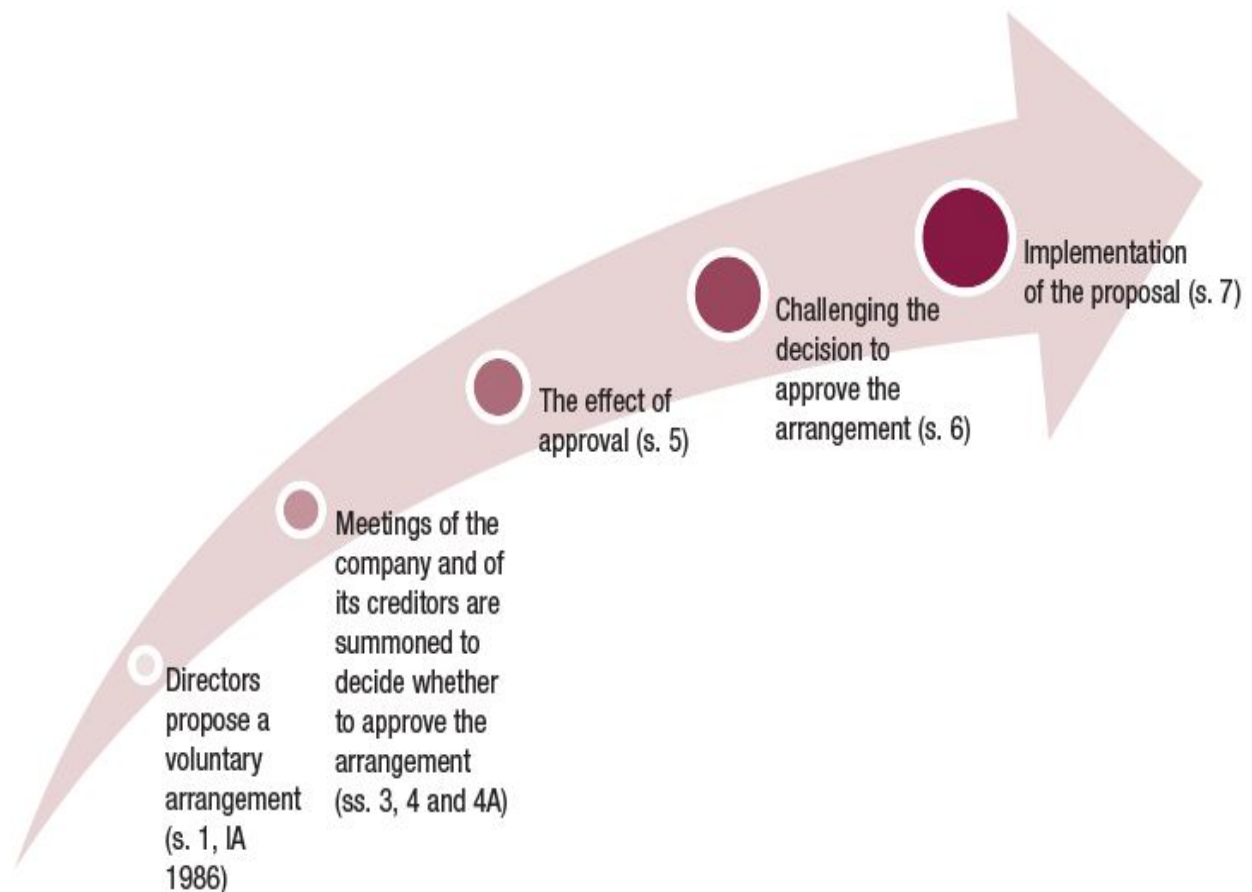 Directors
propose a
voluntary
arrangement
(s. 1, IA
1986)
Meetings of the
company and of
its creditors are
summoned to
decide whether
to approve the
arrangement
(ss. 3, 4 and 4A)
The effect of
approval (s. 5)
Challenging the
decision to
approve the
arrangement (s. 6)
Implementation
of the proposal (s. 7)